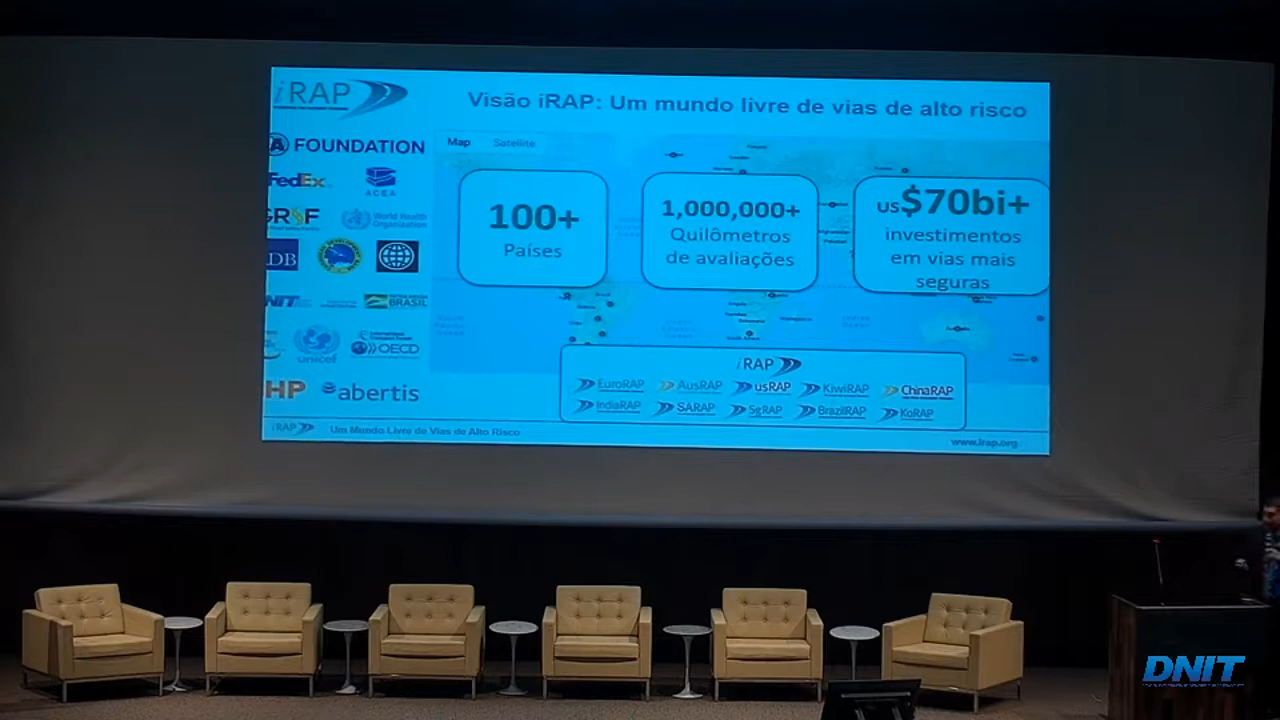 iRAP
Visão iRAP: Um mundo livre de vias de alto risco
FOUNDATION
FedEx
ACEA
World Health
Organization
BRASIL
unicef
OECD
abertis
Map
Satellite
100+
Países
1,000,000+
Quilômetros
de avaliações
US$70bi+
investimentos
em vias mais
seguras
iRAP
EuroRAP AusRAP usRAP KiwiRAP ChinaRAP
IndiaRAP SARAP SgRAP BrazilRAP KoRAP
iRAP Um Mundo Livre de Vias de Alto Risco
www.irap.org
DNIT